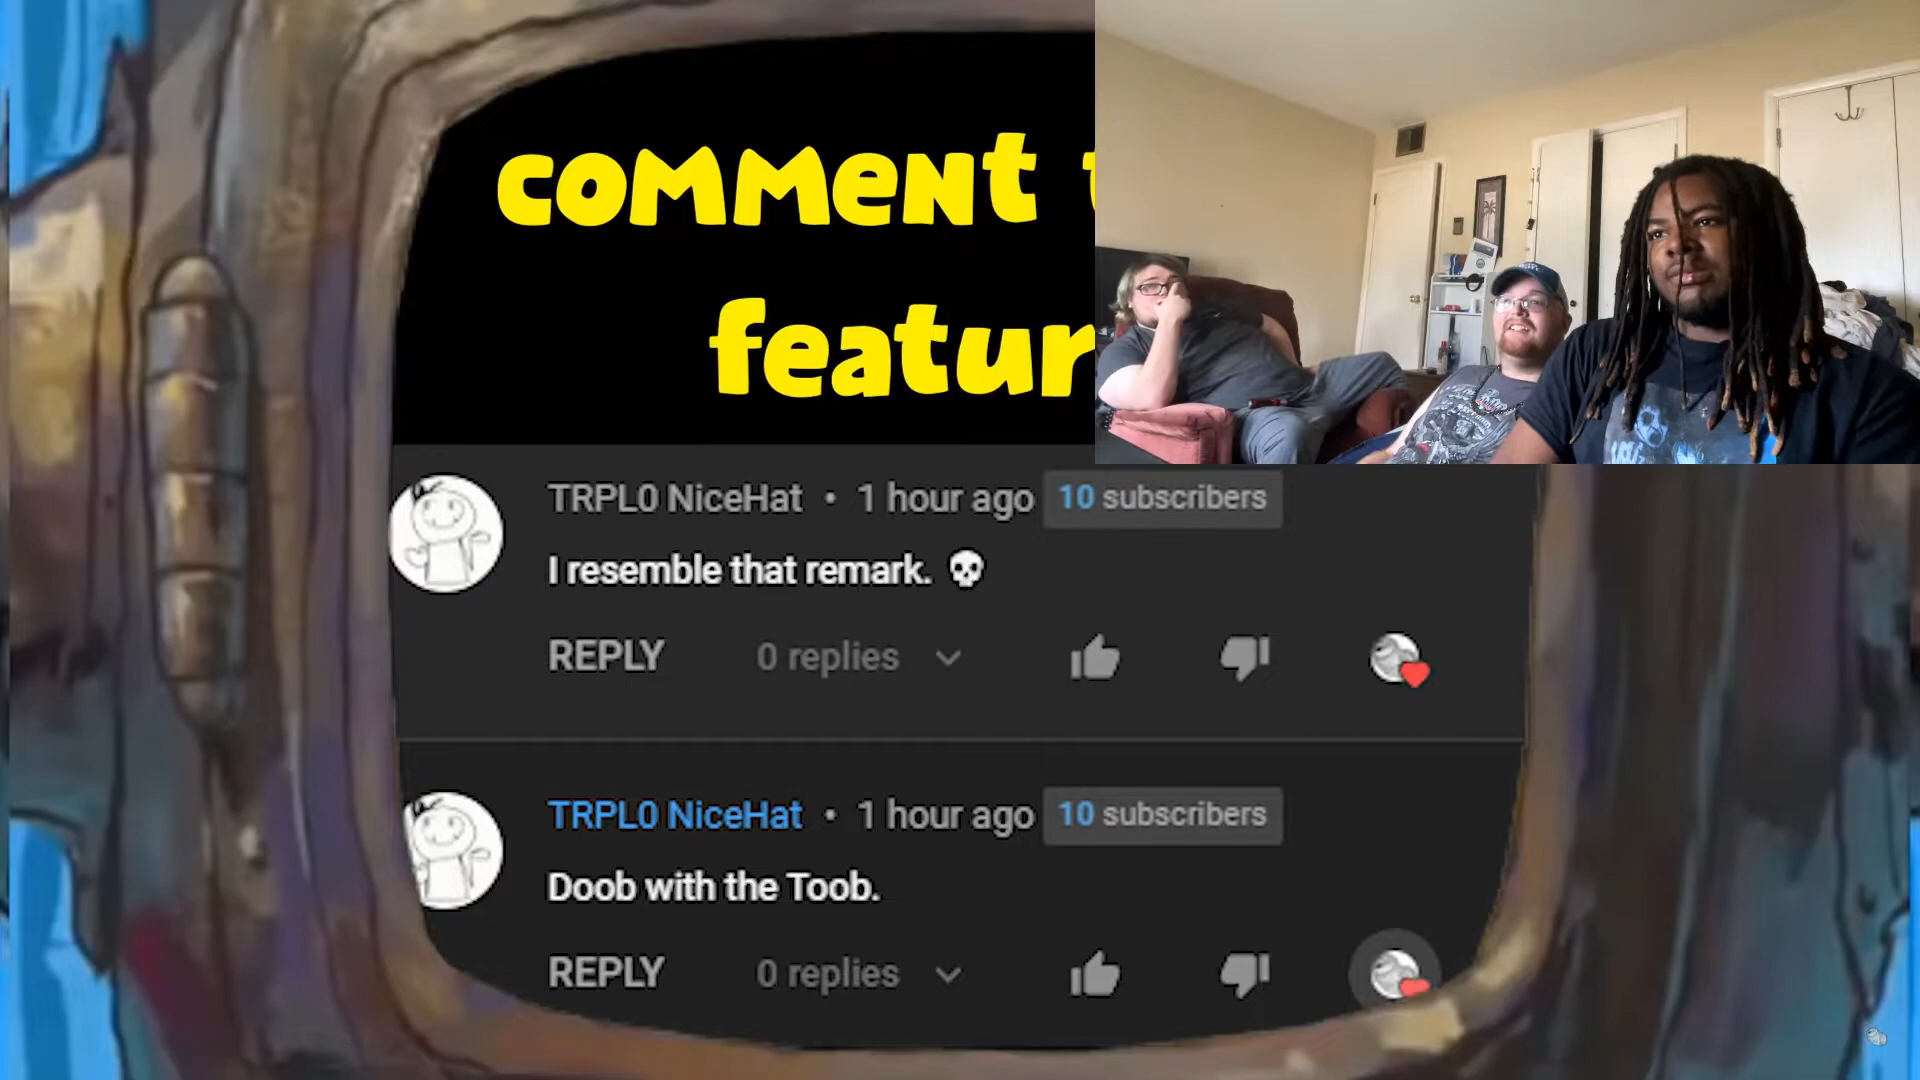 comment
featur
TRPL0 NiceHat • 1 hour ago 10 subscribers
I resemble that remark. 💀
REPLY 0 replies
TRPL0 NiceHat • 1 hour ago 10 subscribers
Doob with the Toob.
REPLY 0 replies